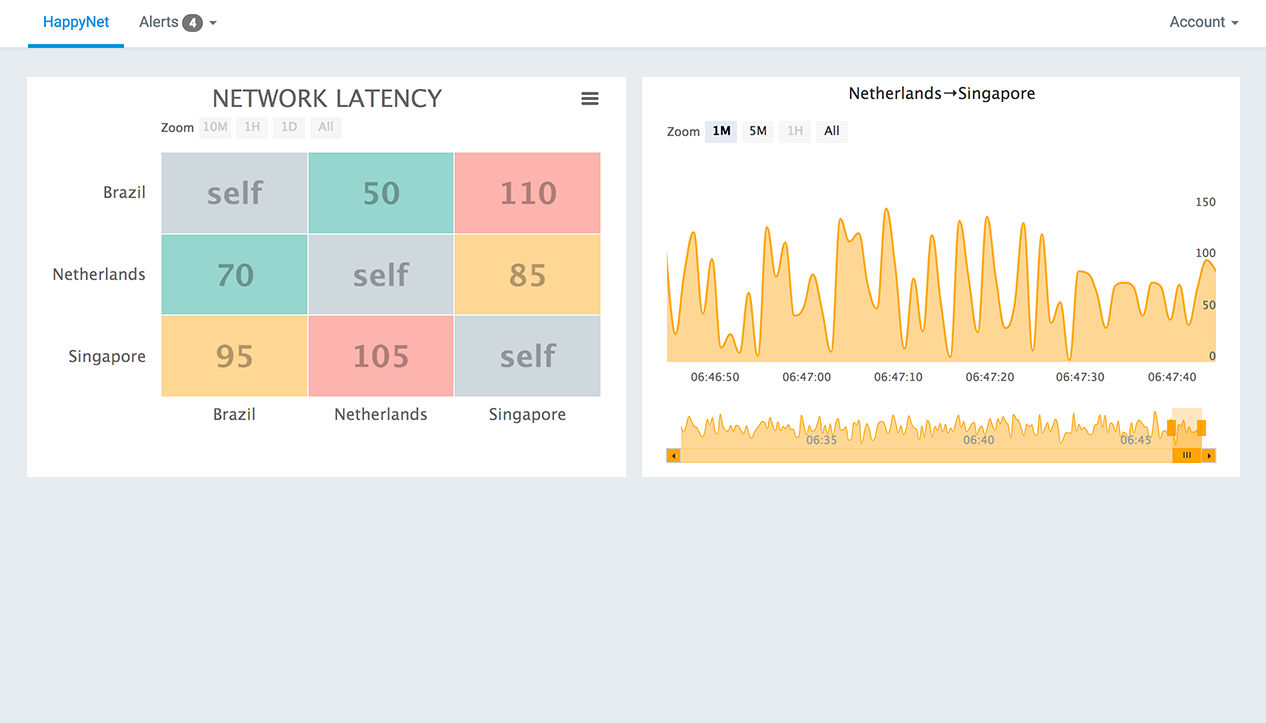 HappyNet Alerts 4 Account
NETWORK LATENCY
Zoom 10M 1H 1D All
Brazil self 50 110
Netherlands 70 self 85
Singapore 95 105 self
Brazil Netherlands Singapore
Netherlands→Singapore
Zoom 1M 5M 1H All
150
100
50
0
06:46:50 06:47:00 06:47:10 06:47:20 06:47:30 06:47:40
06:35 06:40 06:45